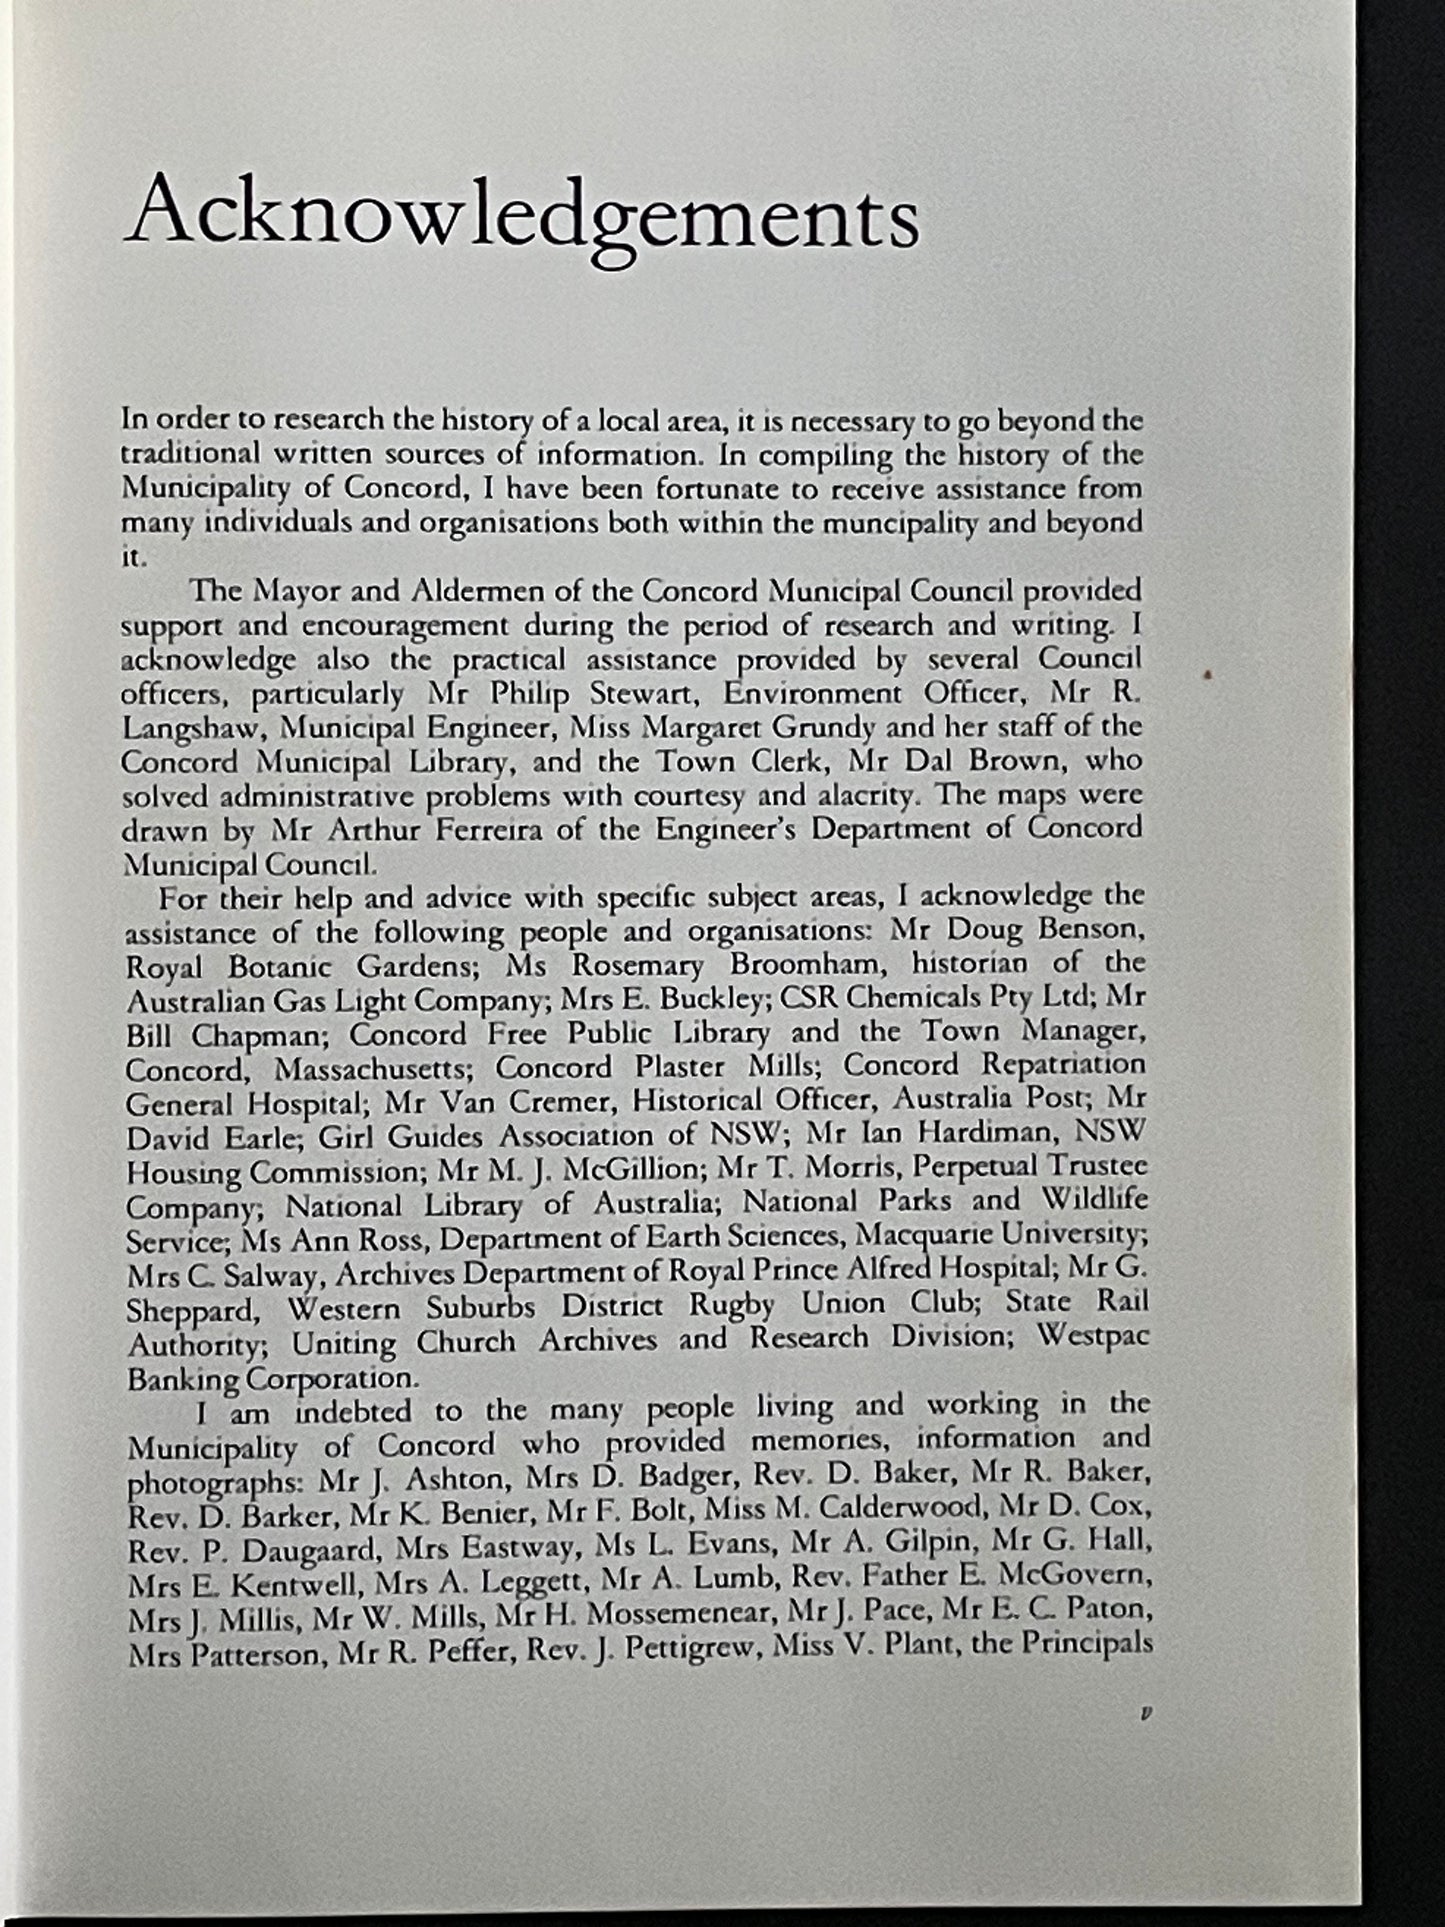 Acknowledgements
In order to research the history of a local area, it is necessary to go beyond the
traditional written sources of information. In compiling the history of the
Municipality of Concord, I have been fortunate to receive assistance from
many individuals and organisations both within the muncipality and beyond
it.
The Mayor and Aldermen of the Concord Municipal Council provided
support and encouragement during the period of research and writing. I
acknowledge also the practical assistance provided by several Council
officers, particularly Mr Philip Stewart, Environment Officer, Mr R.
Langshaw, Municipal Engineer, Miss Margaret Grundy and her staff of the
Concord Municipal Library, and the Town Clerk, Mr Dal Brown, who
solved administrative problems with courtesy and alacrity. The maps were
drawn by Mr Arthur Ferreira of the Engineer's Department of Concord
Municipal Council.
For their help and advice with specific subject areas, I acknowledge the
assistance of the following people and organisations: Mr Doug Benson,
Royal Botanic Gardens; Ms Rosemary Broomham, historian of the
Australian Gas Light Company; Mrs E. Buckley; CSR Chemicals Pty Ltd; Mr
Bill Chapman; Concord Free Public Library and the Town Manager,
Concord, Massachusetts; Concord Plaster Mills; Concord Repatriation
General Hospital; Mr Van Cremer, Historical Officer, Australia Post; Mr
David Earle; Girl Guides Association of NSW; Mr Ian Hardiman, NSW
Housing Commission; Mr M. J. McGillion; Mr T. Morris, Perpetual Trustee
Company; National Library of Australia; National Parks and Wildlife
Service; Ms Ann Ross, Department of Earth Sciences, Macquarie University;
Mrs C. Salway, Archives Department of Royal Prince Alfred Hospital; Mr G.
Sheppard, Western Suburbs District Rugby Union Club; State Rail
Authority; Uniting Church Archives and Research Division; Westpac
Banking Corporation.
I am indebted to the many people living and working in the
Municipality of Concord who provided memories, information and
photographs: Mr J. Ashton, Mrs D. Badger, Rev. D. Baker, Mr R. Baker,
Rev. D. Barker, Mr K. Benier, Mr F. Bolt, Miss M. Calderwood, Mr D. Cox,
Rev. P. Daugaard, Mrs Eastway, Ms L. Evans, Mr A. Gilpin, Mr G. Hall,
Mrs E. Kentwell, Mrs A. Leggett, Mr A. Lumb, Rev. Father E. McGovern,
Mrs J. Millis, Mr W. Mills, Mr H. Mossemenear, Mr J. Pace, Mr E. C. Paton,
Mrs Patterson, Mr R. Peffer, Rev. J. Pettigrew, Miss V. Plant, the Principals
v